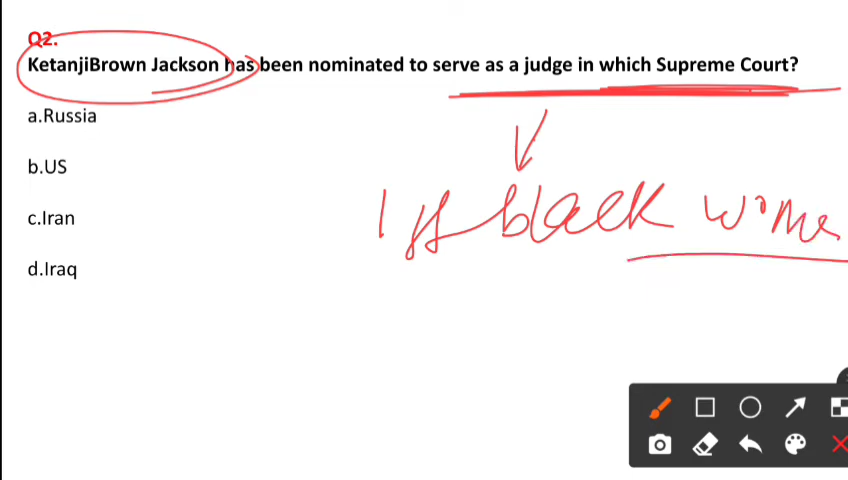 Q2.
KetanjiBrown Jackson has been nominated to serve as a judge in which Supreme Court?
a.Russia
b.US
1st black wome
c.Iran
d.Iraq